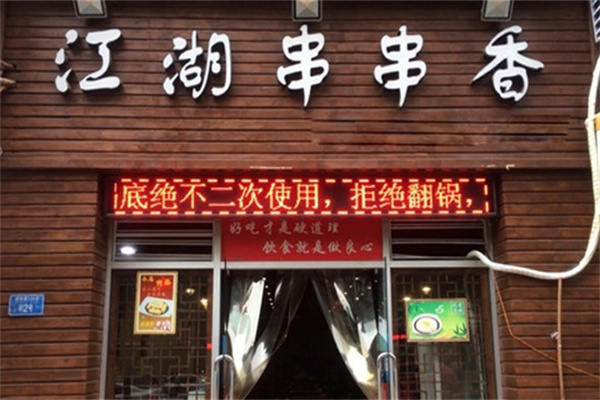 江湖串串香
底绝不二次使用，拒绝翻锅，
好吃才是硬道理
饮食就是做良心